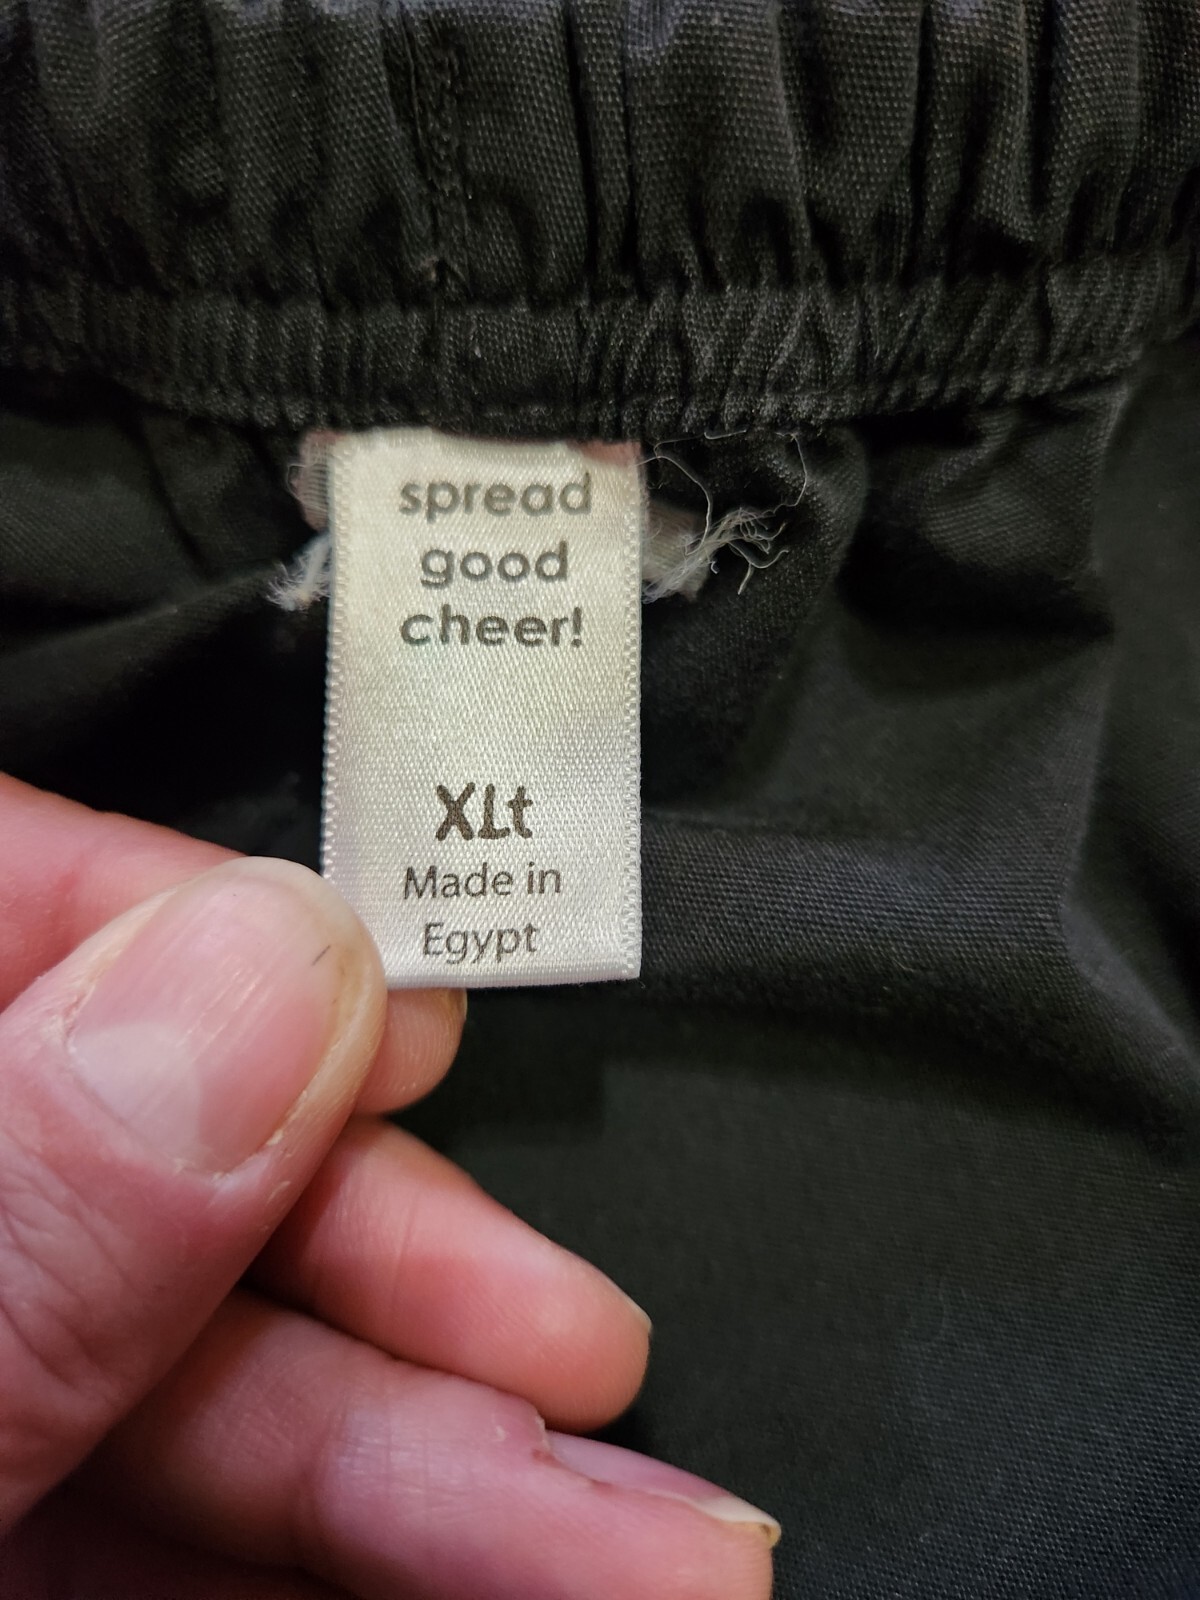 spread
good
cheer!
XLt
Made in
Egypt